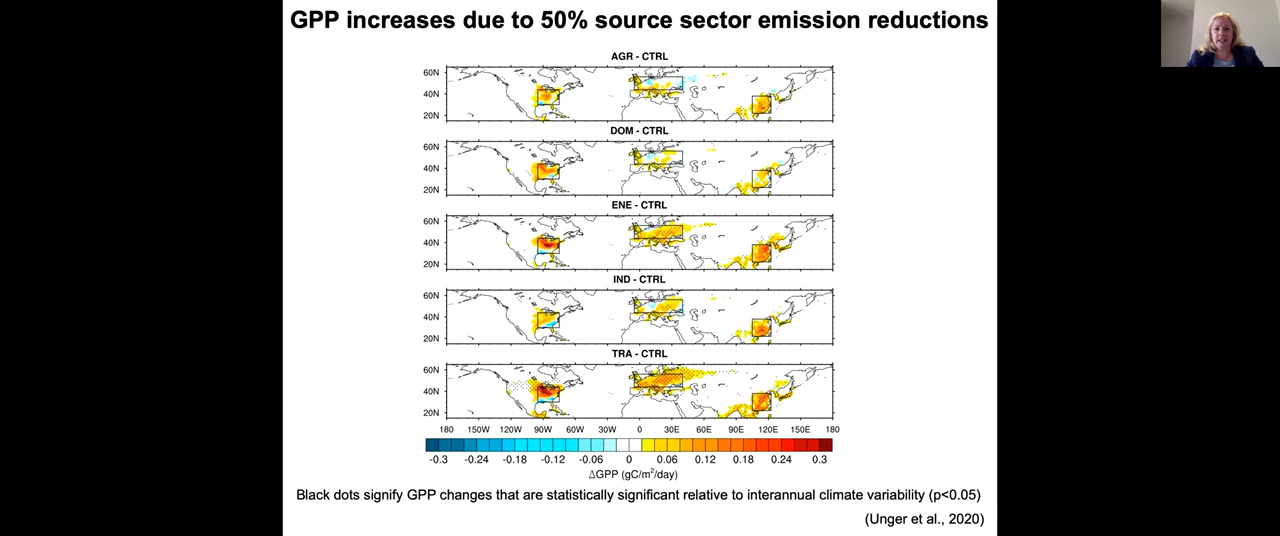 GPP increases due to 50% source sector emission reductions
AGR - CTRL
60N
40N
20N
DOM - CTRL
60N
40N
20N
ENE - CTRL
60N
40N
20N
IND - CTRL
60N
40N
20N
TRA - CTRL
60N
40N
20N
180 150W 120W 90W 60W 30W 0 30E 60E 90E 120E 150E 180
-0.3 -0.24 -0.18 -0.12 -0.06 0 0.06 0.12 0.18 0.24 0.3
ΔGPP (gC/m²/day)
Black dots signify GPP changes that are statistically significant relative to interannual climate variability (p<0.05)
(Unger et al., 2020)